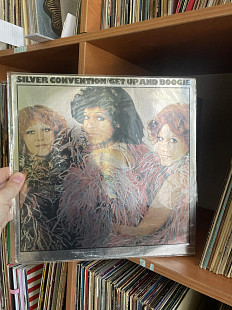 SILVER CONVENTION/GET UP AND BOOGIE